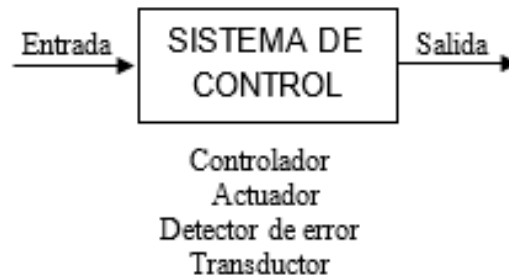 Entrada
SISTEMA DE
CONTROL
Salida
Controlador
Actuador
Detector de error
Transductor